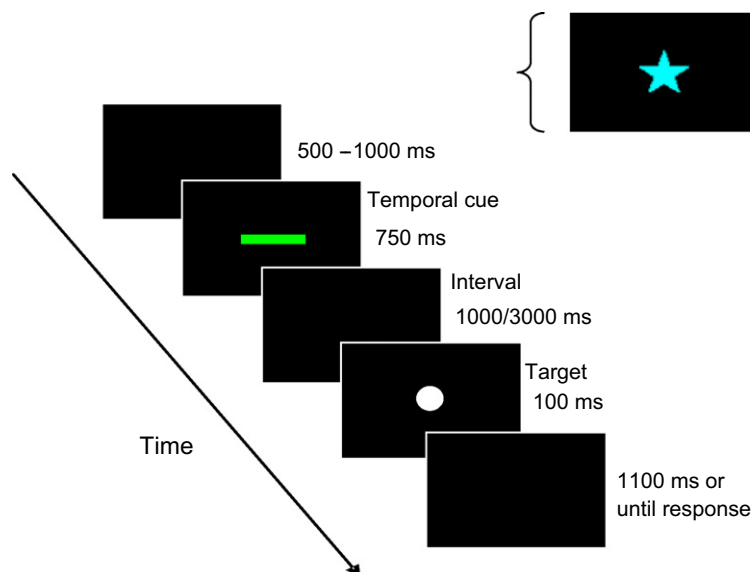 500 –1000 ms
Temporal cue
750 ms
Interval
1000/3000 ms
Target
100 ms
Time
1100 ms or
until response